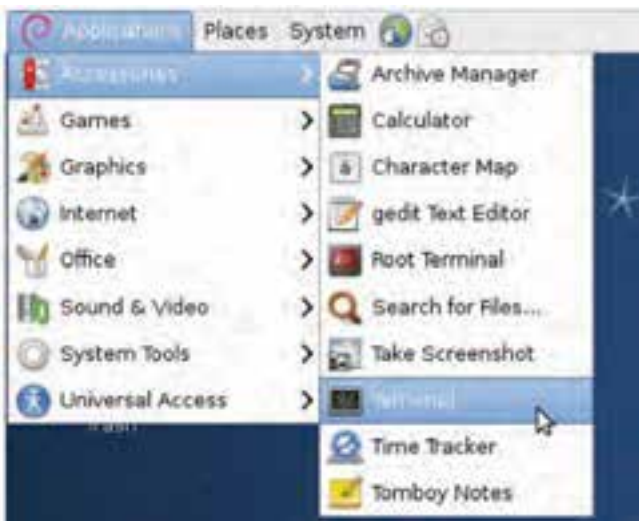 Applications Places System
Accessories
Games
Graphics
Internet
Office
Sound & Video
System Tools
Universal Access
Archive Manager
Calculator
Character Map
gedit Text Editor
Root Terminal
Search for Files...
Take Screenshot
Terminal
Time Tracker
Tomboy Notes
Trash